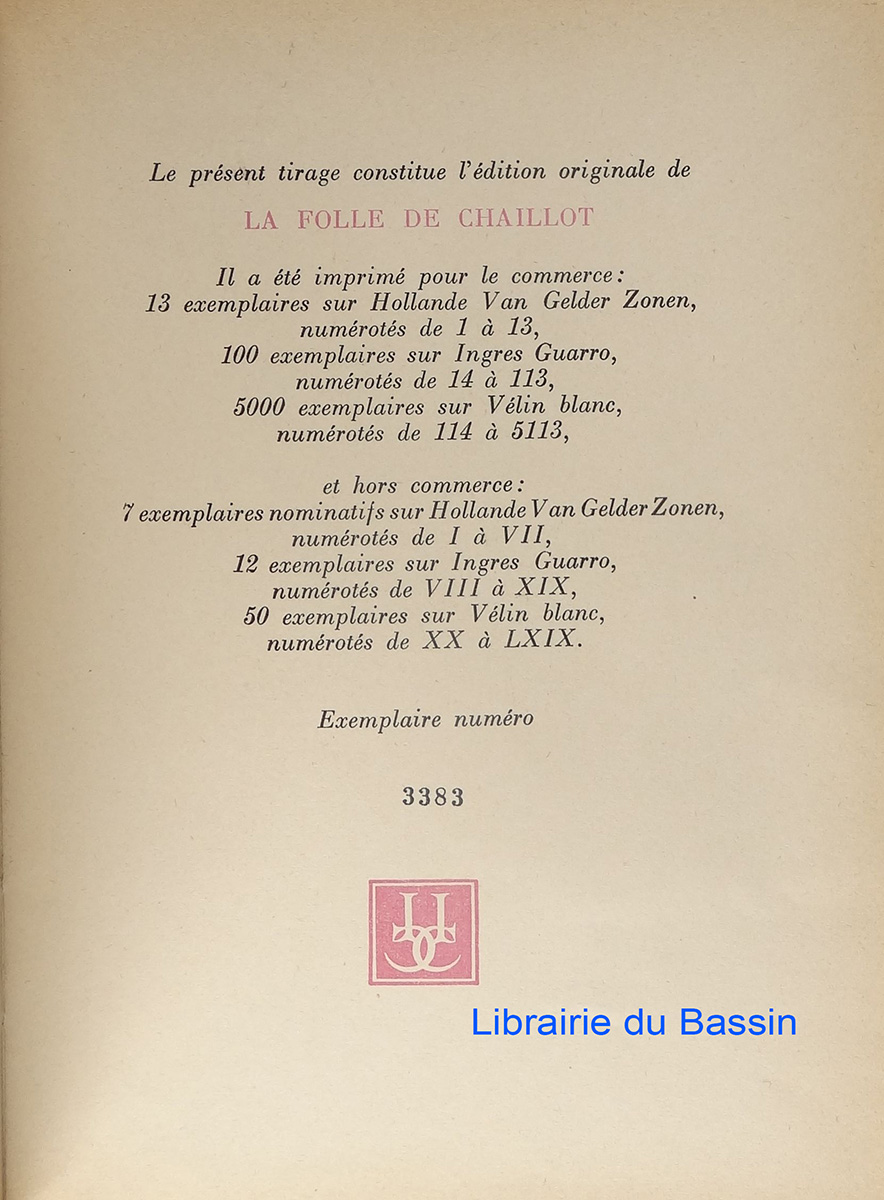 Le présent tirage constitue l'édition originale de
LA FOLLE DE CHAILLOT
Il a été imprimé pour le commerce :
13 exemplaires sur Hollande Van Gelder Zonen,
numérotés de 1 à 13,
100 exemplaires sur Ingres Guarro,
numérotés de 14 à 113,
5000 exemplaires sur Vélin blanc,
numérotés de 114 à 5113,
et hors commerce :
7 exemplaires nominatifs sur Hollande Van Gelder Zonen,
numérotés de I à VII,
12 exemplaires sur Ingres Guarro,
numérotés de VIII à XIX,
50 exemplaires sur Vélin blanc,
numérotés de XX à LXIX.
Exemplaire numéro
3383
Librairie du Bassin